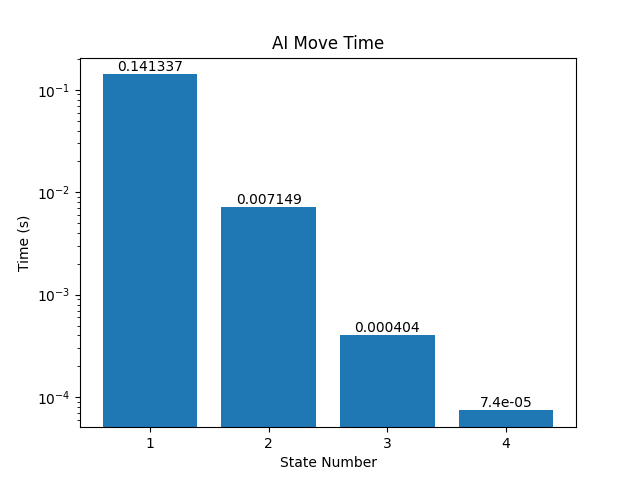 AI Move Time
0.141337
0.007149
0.000404
7.4e-05
10⁻¹
10⁻²
10⁻³
10⁻⁴
Time (s)
1 2 3 4
State Number